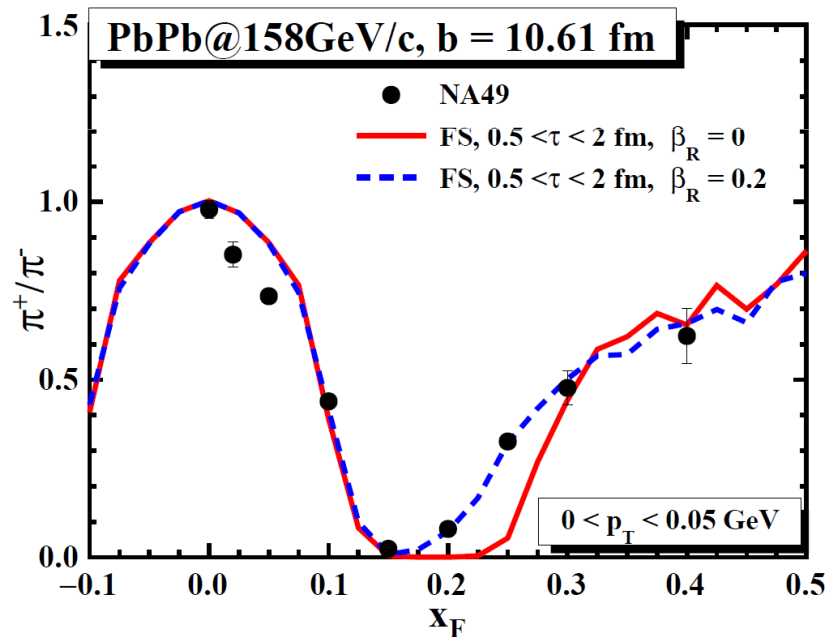 PbPb@158GeV/c, b = 10.61 fm
NA49
FS, 0.5 <τ < 2 fm, β_R = 0
FS, 0.5 <τ < 2 fm, β_R = 0.2
1.5
1.0
0.5
0.0
π⁺/π⁻
0 < p_T < 0.05 GeV
−0.1 0.0 0.1 0.2 0.3 0.4 0.5
x_F